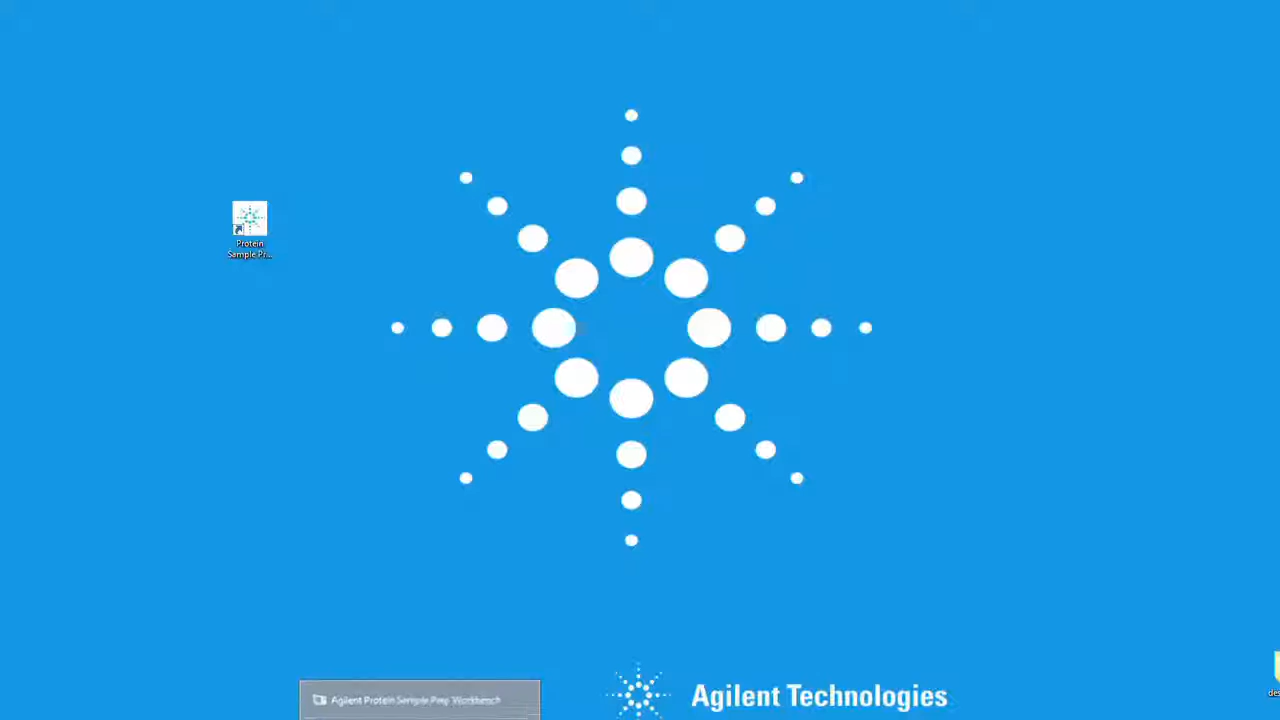 Protein
Sample Pr...
Agilent Protein Sample Prep Workbench
Agilent Technologies